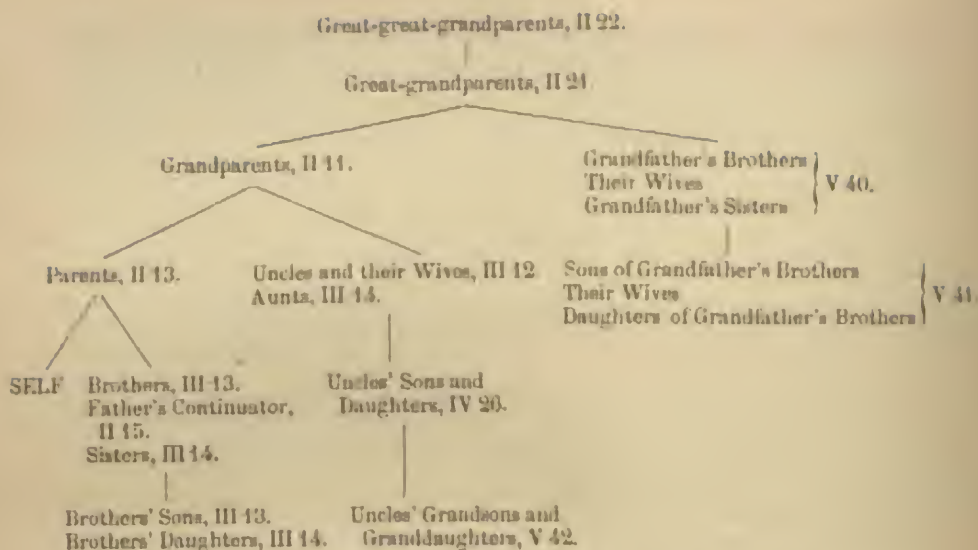 Great-great-grandparents, II 22.
Great-grandparents, II 21
Grandparents, II 11.
Grandfather's Brothers
Their Wives
Grandfather's Sisters
V 40.
Parents, II 13.
Uncles and their Wives, III 12
Aunts, III 14.
Sons of Grandfather's Brothers
Their Wives
Daughters of Grandfather's Brothers
V 41.
SELF
Brothers, III 13.
Father's Continuator,
II 15.
Sisters, III 14.
Uncles' Sons and
Daughters, IV 26.
Brothers' Sons, III 13.
Brothers' Daughters, III 14.
Uncles' Grandsons and
Granddaughters, V 42.